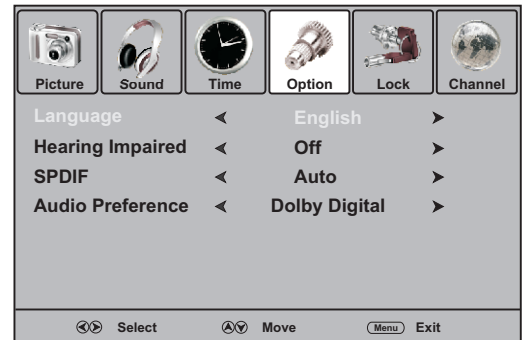 Picture Sound Time Option Lock Channel
Language English
Hearing Impaired Off
SPDIF Auto
Audio Preference Dolby Digital
Select Move Menu Exit